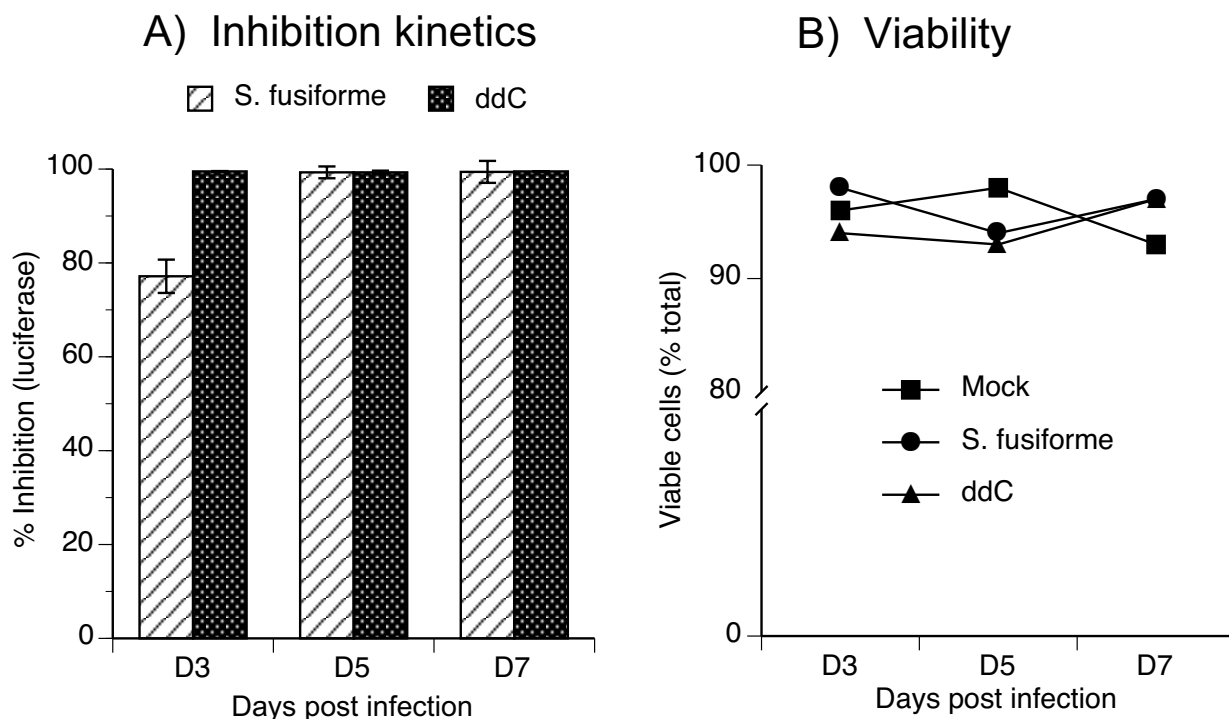 A) Inhibition kinetics
S. fusiforme
ddC
% Inhibition (luciferase)
100
80
60
40
20
0
D3
D5
D7
Days post infection
B) Viability
Viable cells (% total)
100
90
80
0
Mock
S. fusiforme
ddC
D3
D5
D7
Days post infection